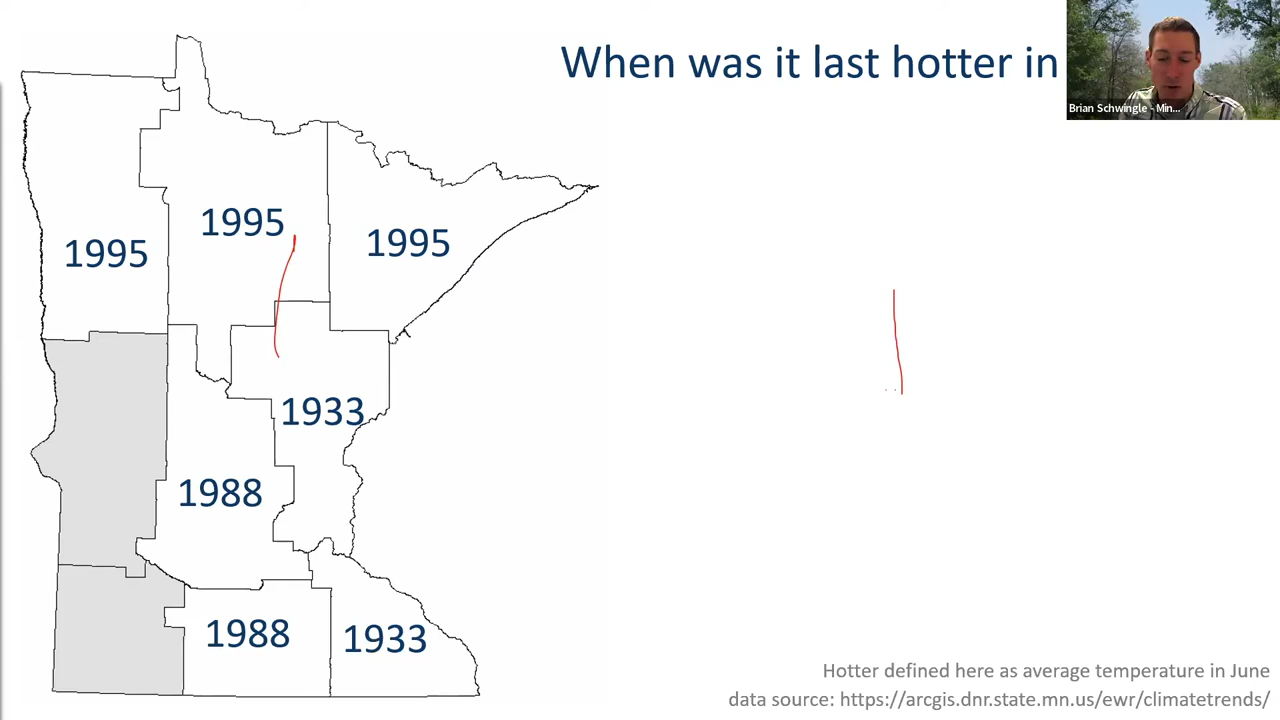 When was it last hotter in
Brian Schwingle - Min...
1995
1995
1995
1933
1988
1988
1933
Hotter defined here as average temperature in June
data source: https://arcgis.dnr.state.mn.us/ewr/climatetrends/